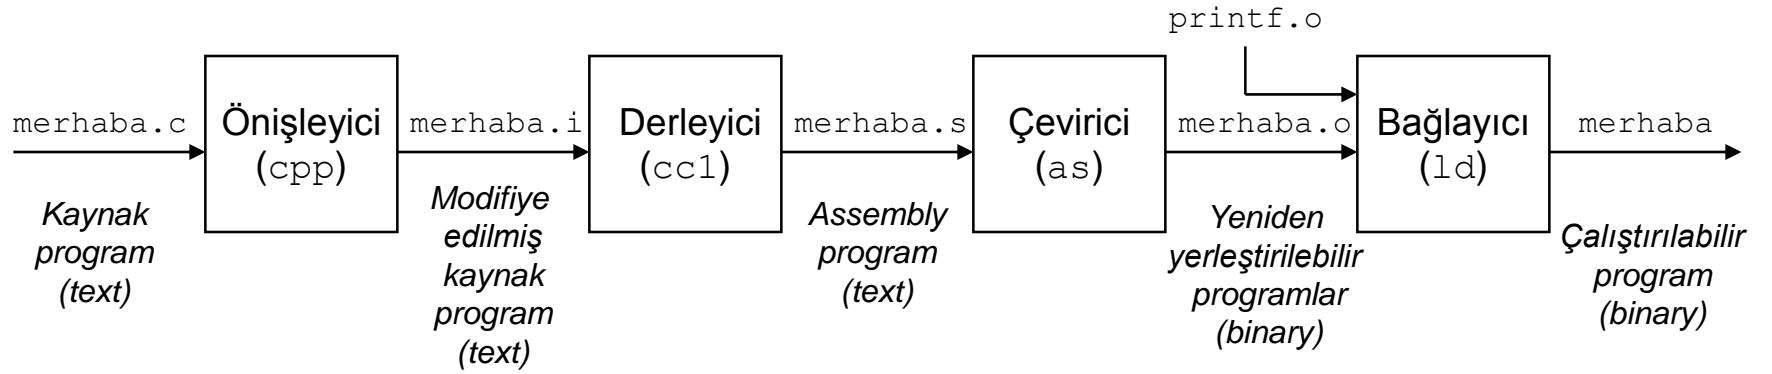 printf.o
merhaba.c
Önişleyici
(cpp)
merhaba.i
Derleyici
(cc1)
merhaba.s
Çevirici
(as)
merhaba.o
Bağlayıcı
(ld)
merhaba
Kaynak
program
(text)
Modifiye
edilmiş
kaynak
program
(text)
Assembly
program
(text)
Yeniden
yerleştirilebilir
programlar
(binary)
Çalıştırılabilir
program
(binary)